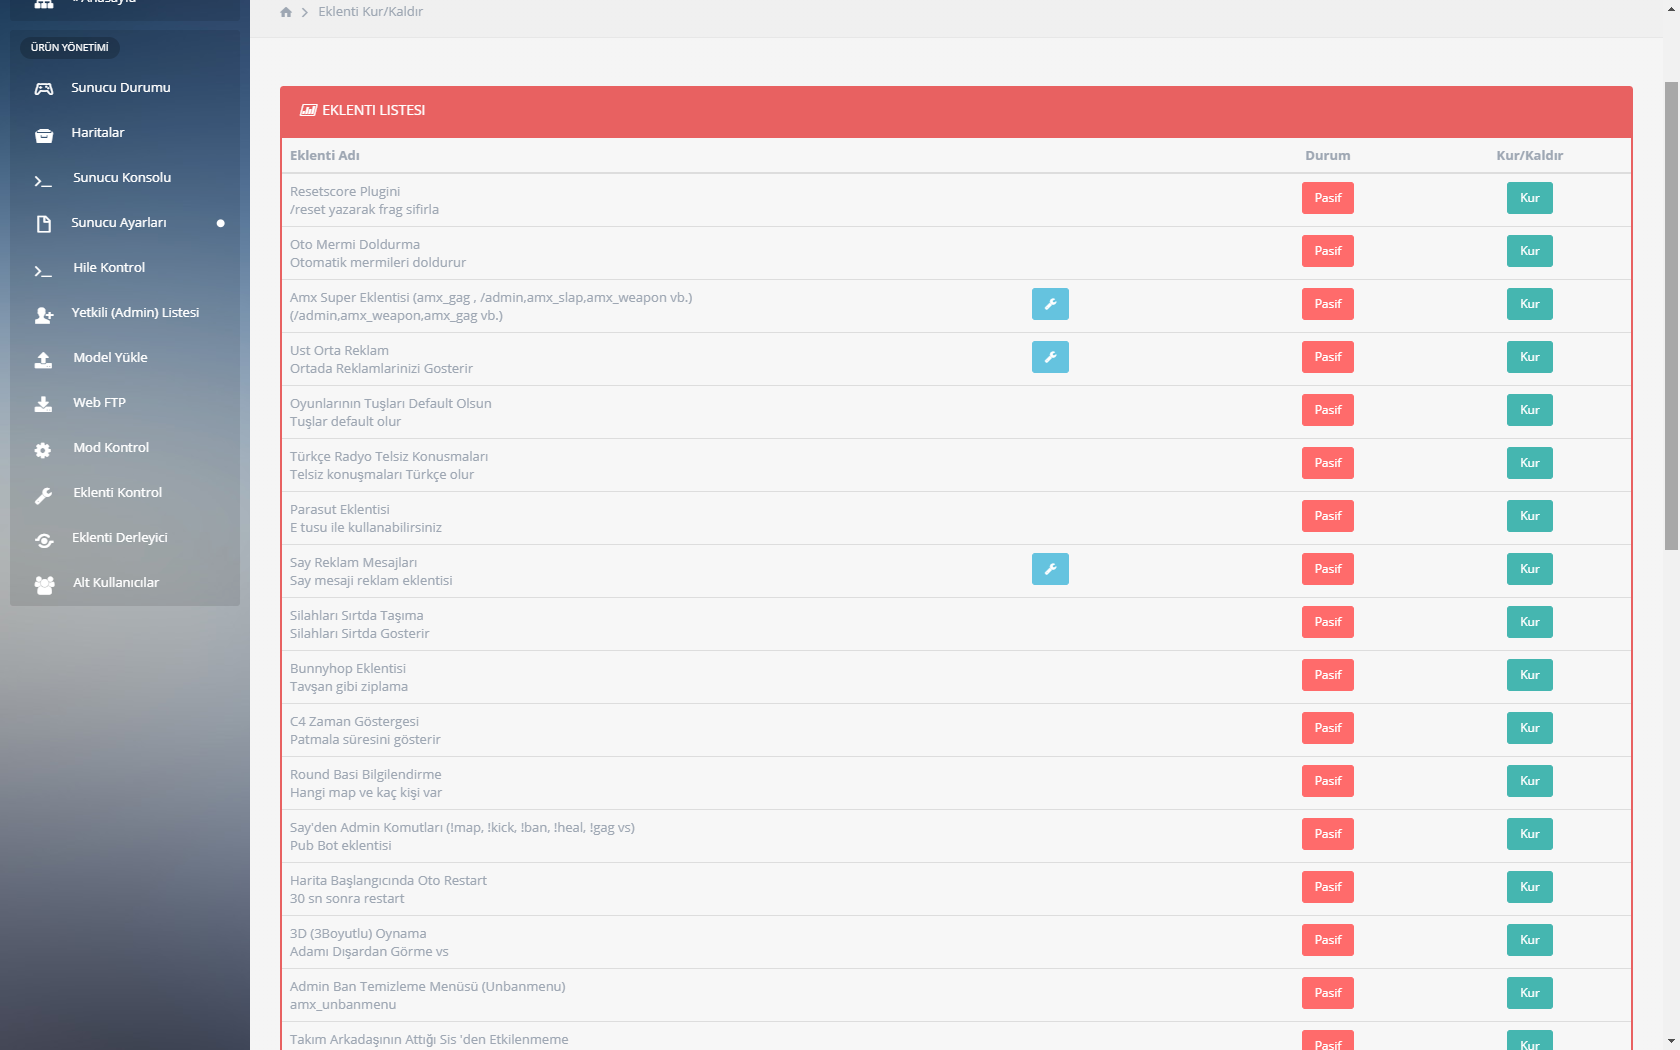 Eklenti Kur/Kaldır
ÜRÜN YÖNETİMİ
Sunucu Durumu
Haritalar
Sunucu Konsolu
Sunucu Ayarları
Hile Kontrol
Yetkili (Admin) Listesi
Model Yükle
Web FTP
Mod Kontrol
Eklenti Kontrol
Eklenti Derleyici
Alt Kullanıcılar
EKLENTI LISTESI
Eklenti Adı Durum Kur/Kaldır
Resetscore Plugini
/reset yazarak frag sifirla
Pasif Kur
Oto Mermi Doldurma
Otomatik mermileri doldurur
Pasif Kur
Amx Super Eklentisi (amx_gag , /admin,amx_slap,amx_weapon vb.)
(/admin,amx_weapon,amx_gag vb.)
Pasif Kur
Ust Orta Reklam
Ortada Reklamlarinizi Gosterir
Pasif Kur
Oyunlarının Tuşları Default Olsun
Tuşlar default olur
Pasif Kur
Türkçe Radyo Telsiz Konusmaları
Telsiz konuşmaları Türkçe olur
Pasif Kur
Parasut Eklentisi
E tusu ile kullanabilirsiniz
Pasif Kur
Say Reklam Mesajları
Say mesaji reklam eklentisi
Pasif Kur
Silahları Sırtda Taşıma
Silahları Sirtda Gosterir
Pasif Kur
Bunnyhop Eklentisi
Tavşan gibi ziplama
Pasif Kur
C4 Zaman Göstergesi
Patmala süresini gösterir
Pasif Kur
Round Basi Bilgilendirme
Hangi map ve kaç kişi var
Pasif Kur
Say'den Admin Komutları (!map, !kick, !ban, !heal, !gag vs)
Pub Bot eklentisi
Pasif Kur
Harita Başlangıcında Oto Restart
30 sn sonra restart
Pasif Kur
3D (3Boyutlu) Oynama
Adamı Dışardan Görme vs
Pasif Kur
Admin Ban Temizleme Menüsü (Unbanmenu)
amx_unbanmenu
Pasif Kur
Takım Arkadaşının Attığı Sis 'den Etkilenmeme
Pasif Kur